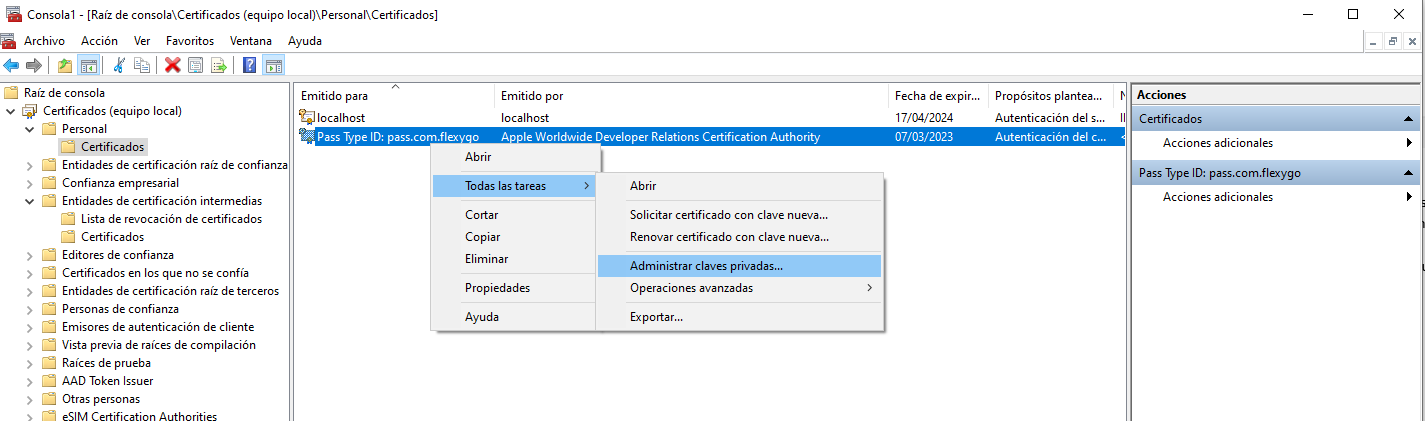 Consola1 - [Raíz de consola\Certificados (equipo local)\Personal\Certificados]
Archivo Acción Ver Favoritos Ventana Ayuda
Raíz de consola
Certificados (equipo local)
Personal
Certificados
Entidades de certificación raíz de confianza
Confianza empresarial
Entidades de certificación intermedias
Lista de revocación de certificados
Certificados
Editores de confianza
Certificados en los que no se confía
Entidades de certificación raíz de terceros
Personas de confianza
Emisores de autenticación de cliente
Vista previa de raíces de compilación
Raíces de prueba
AAD Token Issuer
Otras personas
eSIM Certification Authorities
Emitido para Emitido por Fecha de expir... Propósitos plantea...
localhost localhost 17/04/2024 Autenticación del s...
Pass Type ID: pass.com.flexygo Apple Worldwide Developer Relations Certification Authority 07/03/2023 Autenticación del c...
Abrir
Todas las tareas
Cortar
Copiar
Eliminar
Propiedades
Ayuda
Abrir
Solicitar certificado con clave nueva...
Renovar certificado con clave nueva...
Administrar claves privadas...
Operaciones avanzadas
Exportar...
Acciones
Certificados
Acciones adicionales
Pass Type ID: pass.com.flexygo
Acciones adicionales